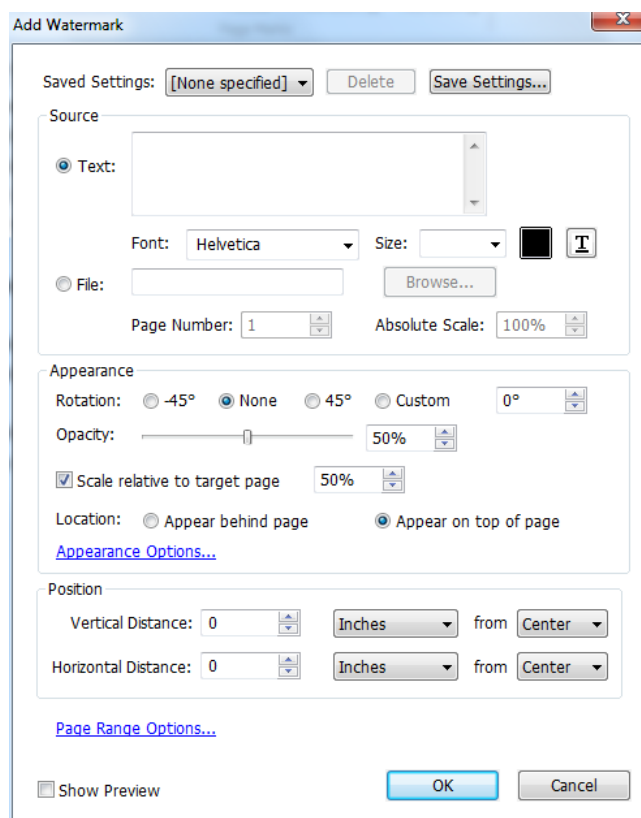 Add Watermark
Saved Settings: [None specified] Delete Save Settings...
Source
Text:
Font: Helvetica Size: T
File: Browse...
Page Number: 1 Absolute Scale: 100%
Appearance
Rotation: -45° None 45° Custom 0°
Opacity: 50%
Scale relative to target page 50%
Location: Appear behind page Appear on top of page
Appearance Options...
Position
Vertical Distance: 0 Inches from Center
Horizontal Distance: 0 Inches from Center
Page Range Options...
Show Preview OK Cancel